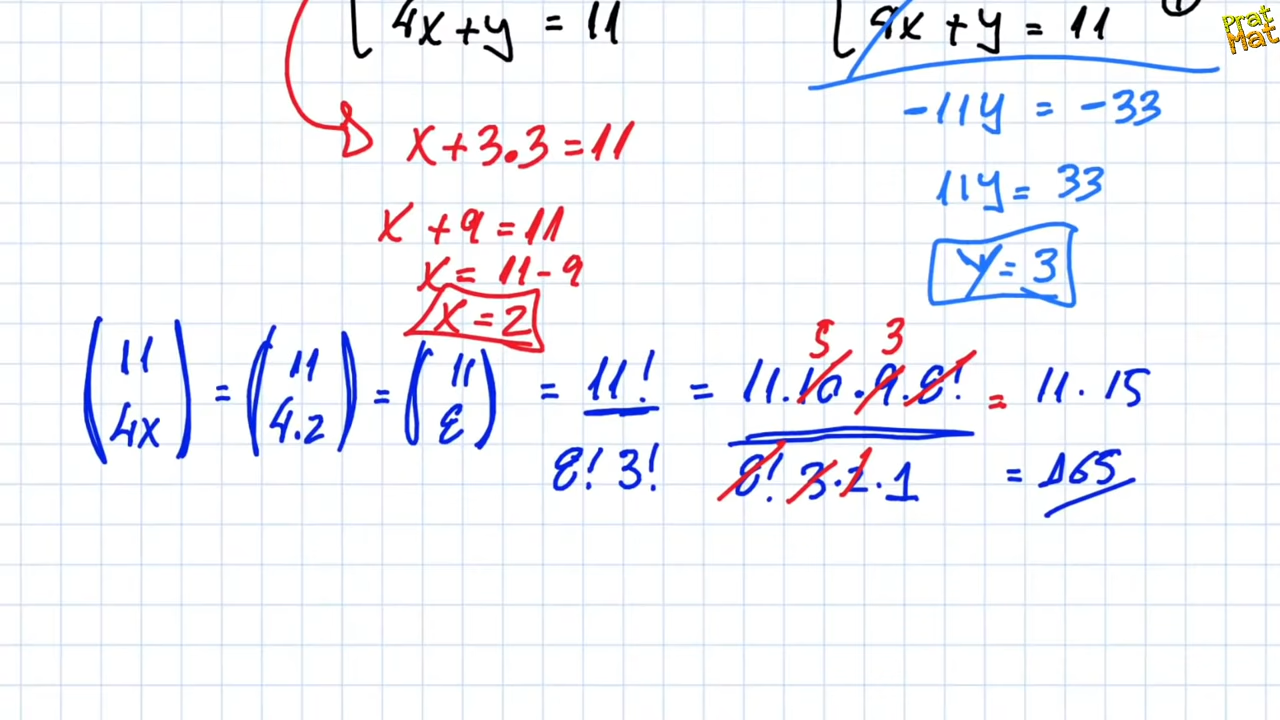 4x + y = 11
4x + y = 11
Prat
Mat
-11y = -33
x + 3.3 = 11
11y = 33
x + 9 = 11
y = 3
x = 11 - 9
x = 2
5 3
(11 4x) = (11 4.2) = (11 8) = 11! / 8! 3! = 11.10.9.8! / 8! 3.2.1 = 11.15
= 165